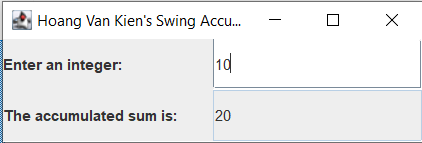 Hoang Van Kien's Swing Accu...
Enter an integer: 10
The accumulated sum is: 20